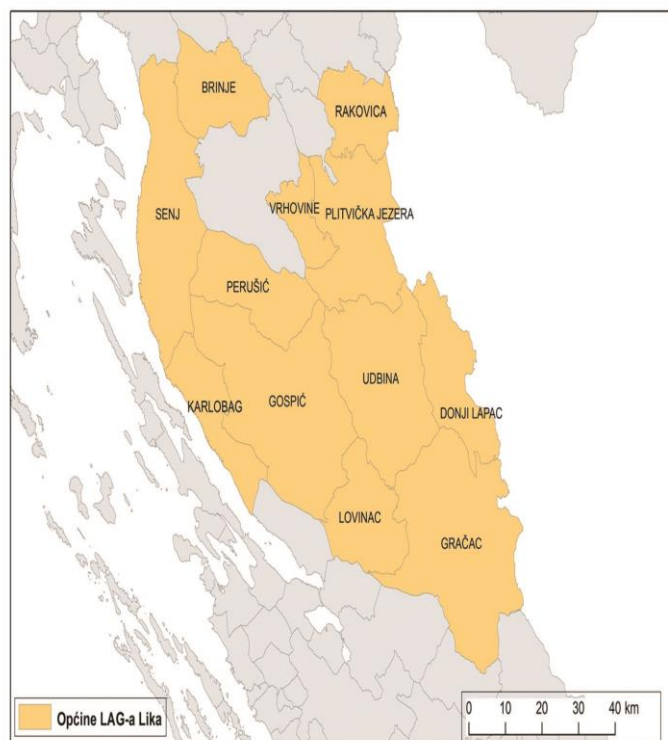 BRINJE
RAKOVICA
SENJ
VRHOVINE
PLITVIČKA JEZERA
PERUŠIĆ
KARLOBAG
GOSPIĆ
UDBINA
DONJI LAPAC
LOVINAC
GRAČAC
Općine LAG-a Lika
0 10 20 30 40 km